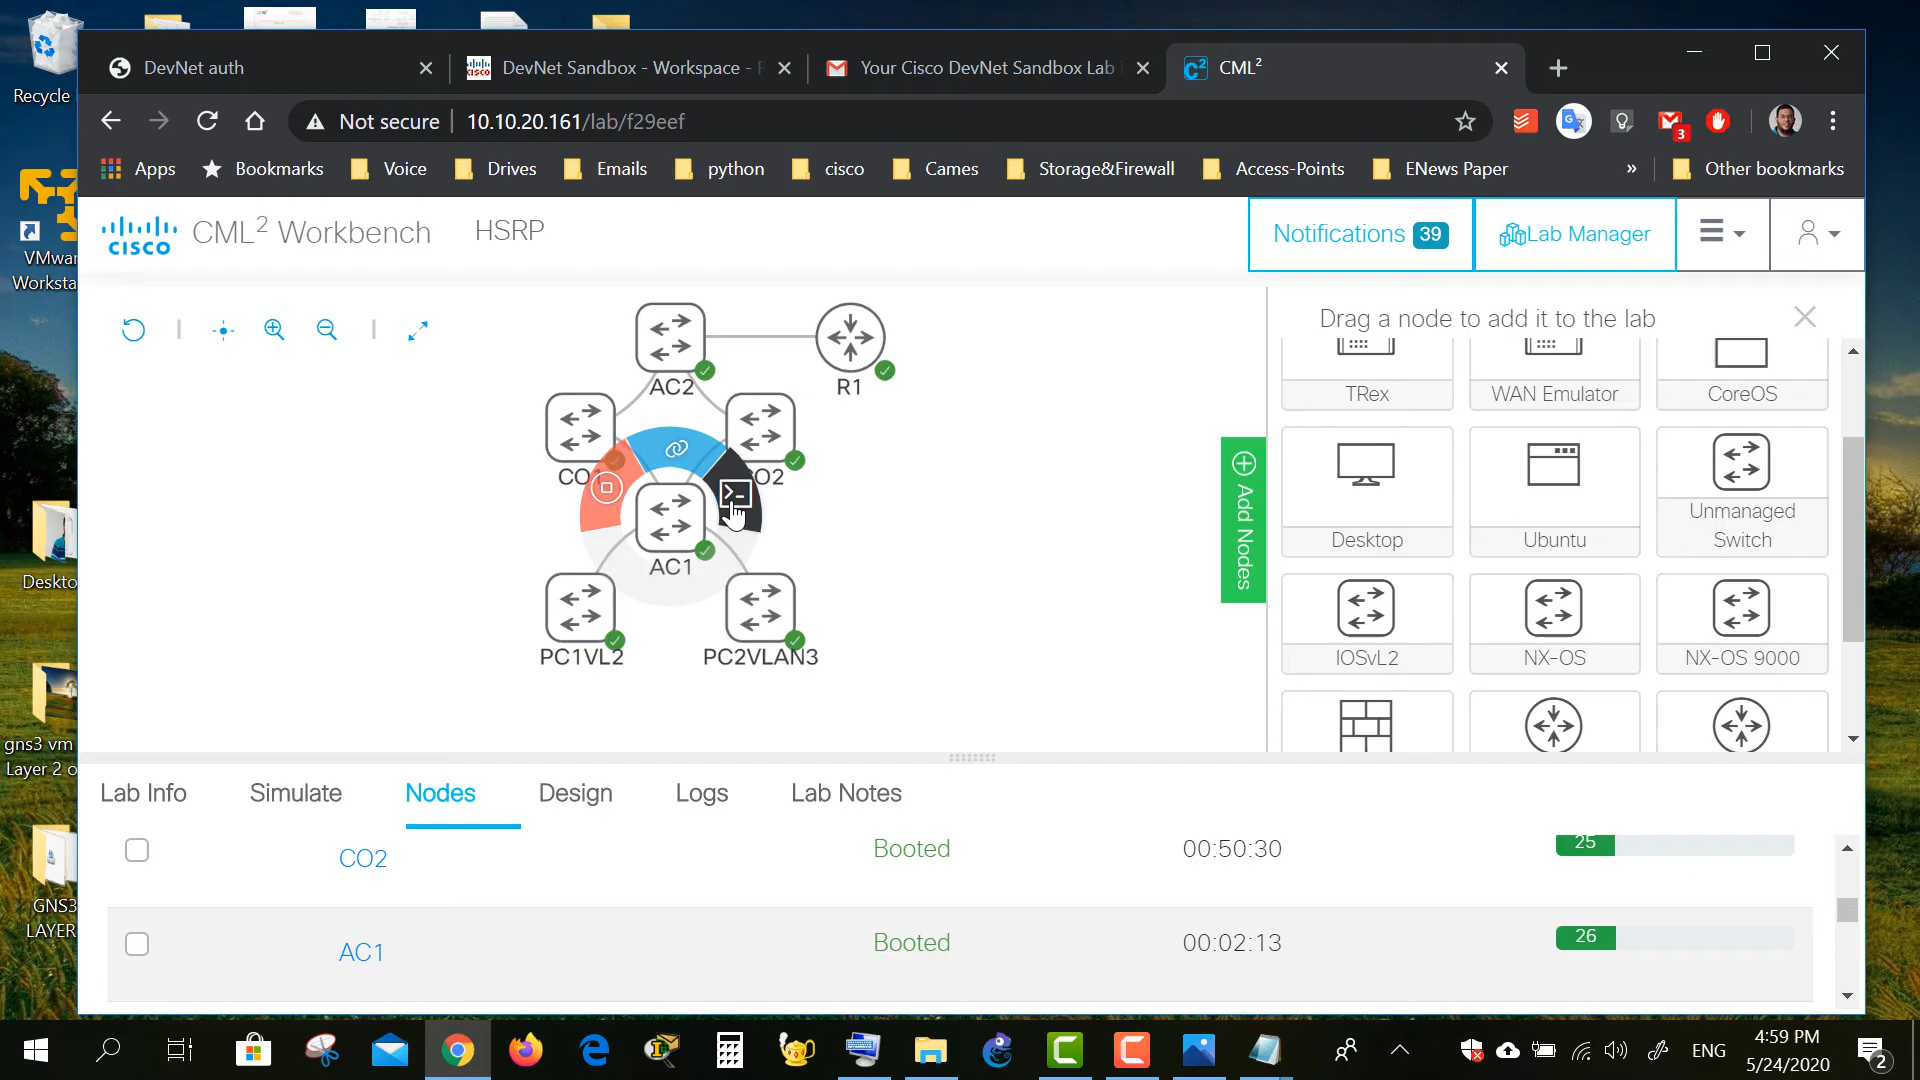 Recycle
VMwar
Worksta
Deskto
gns3 vm
Layer 2 o
GNS3
LAYER
DevNet auth
DevNet Sandbox - Workspace -
Your Cisco DevNet Sandbox Lab
CML²
Not secure
10.10.20.161/lab/f29eef
3
Apps
Bookmarks
Voice
Drives
Emails
python
cisco
Cames
Storage&Firewall
Access-Points
ENews Paper
»
Other bookmarks
CISCO
CML² Workbench
HSRP
Notifications 39
Lab Manager
AC2
R1
CO1
CO2
AC1
PC1VL2
PC2VLAN3
Add Nodes
Drag a node to add it to the lab
TRex
WAN Emulator
CoreOS
Desktop
Ubuntu
Unmanaged
Switch
IOSvL2
NX-OS
NX-OS 9000
Lab Info
Simulate
Nodes
Design
Logs
Lab Notes
CO2
Booted
00:50:30
25
AC1
Booted
00:02:13
26
ENG
4:59 PM
5/24/2020
2